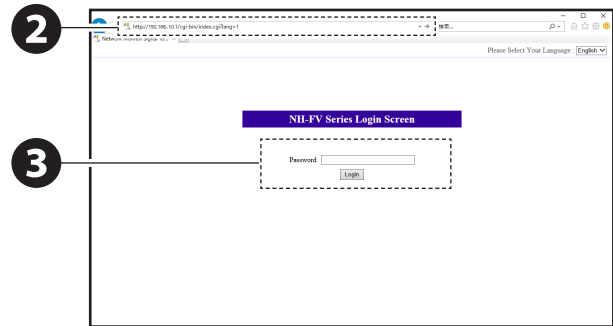 2
http://192.168..10.1/cgi-bin/index.cgi?lang=1
検索...
Network Monitor Signal To...
Please Select Your Language : English
NH-FV Series Login Screen
3
Password
Login